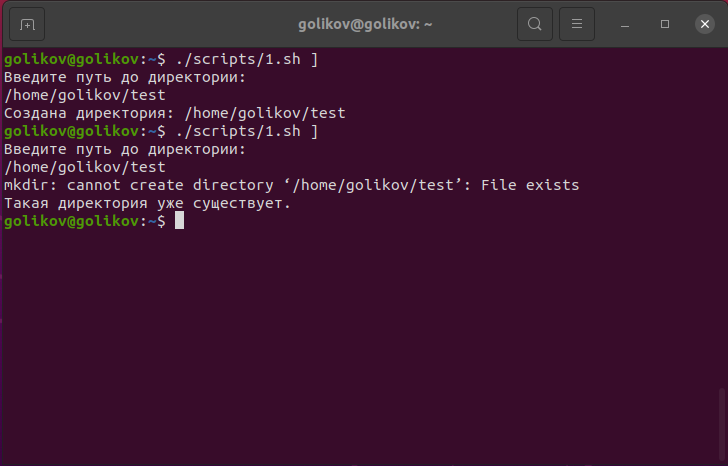 golikov@golikov: ~
golikov@golikov:~$ ./scripts/1.sh ]
Введите путь до директории:
/home/golikov/test
Создана директория: /home/golikov/test
golikov@golikov:~$ ./scripts/1.sh ]
Введите путь до директории:
/home/golikov/test
mkdir: cannot create directory ‘/home/golikov/test’: File exists
Такая директория уже существует.
golikov@golikov:~$